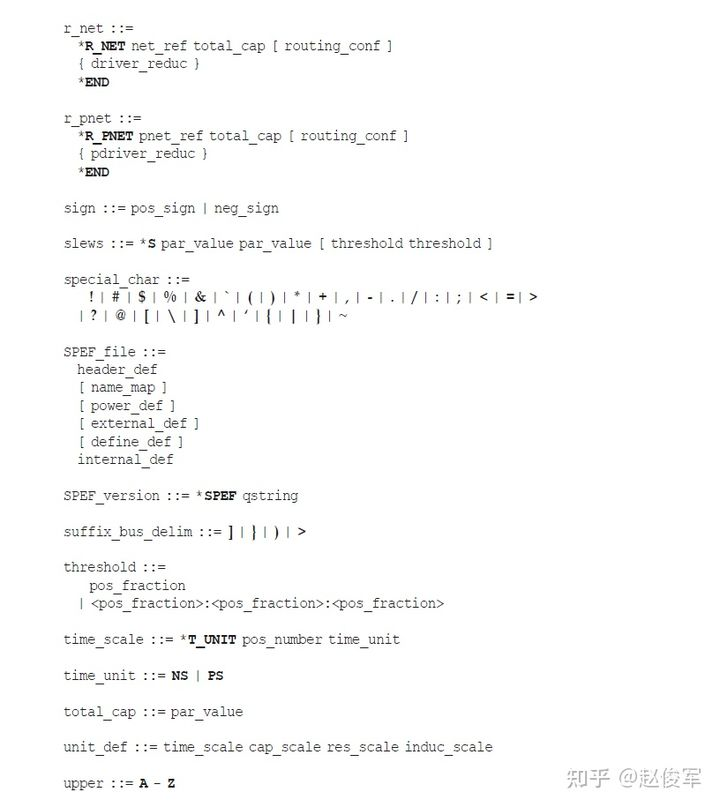 r_net ::=
*R_NET net_ref total_cap [ routing_conf ]
{ driver_reduc }
*END
r_pnet ::=
*R_PNET pnet_ref total_cap [ routing_conf ]
{ pdriver_reduc }
*END
sign ::= pos_sign | neg_sign
slews ::= *S par_value par_value [ threshold threshold ]
special_char ::=
! | # | $ | % | & | ` | ( | ) | * | + | , | - | . | / | : | ; | < | = | >
| ? | @ | [ | \ | ] | ^ | ‘ | { | | | } | ~
SPEF_file ::=
header_def
[ name_map ]
[ power_def ]
[ external_def ]
[ define_def ]
internal_def
SPEF_version ::= *SPEF qstring
suffix_bus_delim ::= ] | } | ) | >
threshold ::=
pos_fraction
| <pos_fraction>:<pos_fraction>:<pos_fraction>
time_scale ::= *T_UNIT pos_number time_unit
time_unit ::= NS | PS
total_cap ::= par_value
unit_def ::= time_scale cap_scale res_scale induc_scale
upper ::= A - Z
知乎 @赵俊军